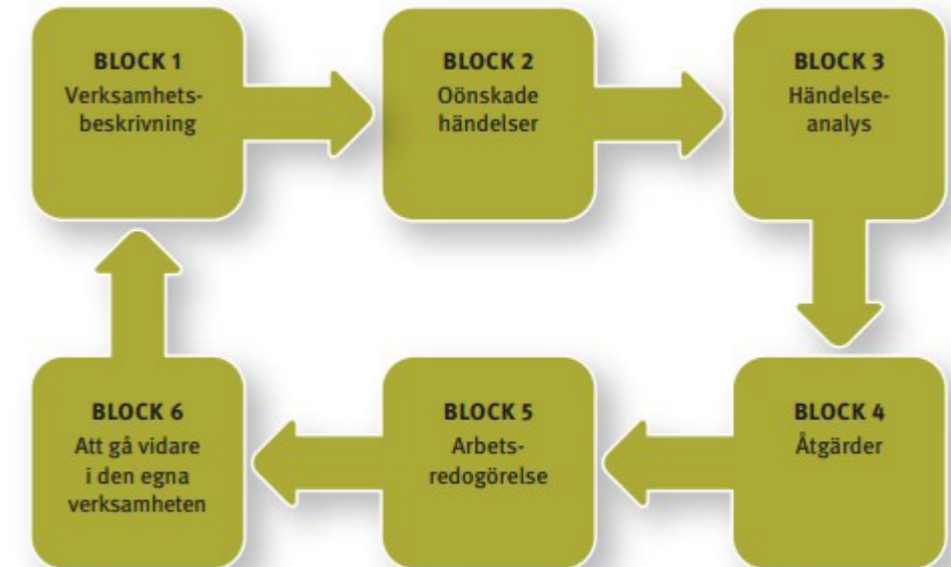 BLOCK 1
Verksamhets-
beskrivning
BLOCK 2
Oönskade
händelser
BLOCK 3
Händelse-
analys
BLOCK 4
Åtgärder
BLOCK 5
Arbets-
redogörelse
BLOCK 6
Att gå vidare
i den egna
verksamheten